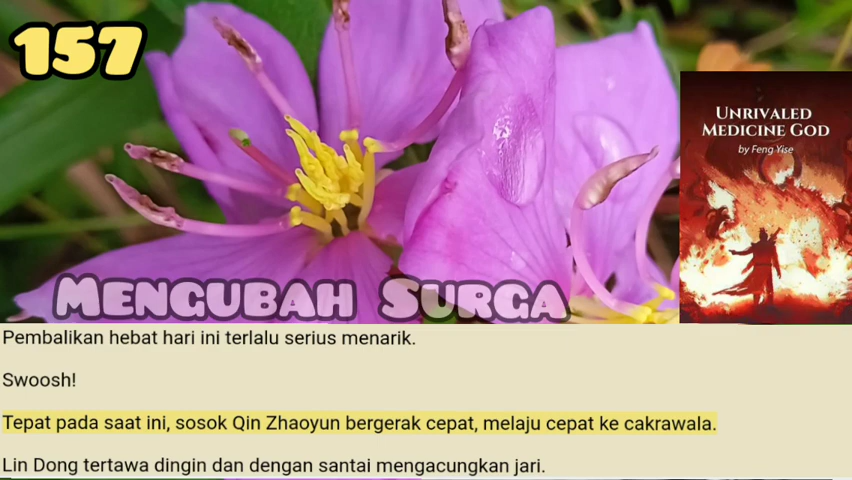 157
UNRIVALED
MEDICINE GOD
by Feng Yise
MENGUBAH SURGA
Pembalikan hebat hari ini terlalu serius menarik.
Swoosh!
Tepat pada saat ini, sosok Qin Zhaoyun bergerak cepat, melaju cepat ke cakrawala.
Lin Dong tertawa dingin dan dengan santai mengacungkan jari.